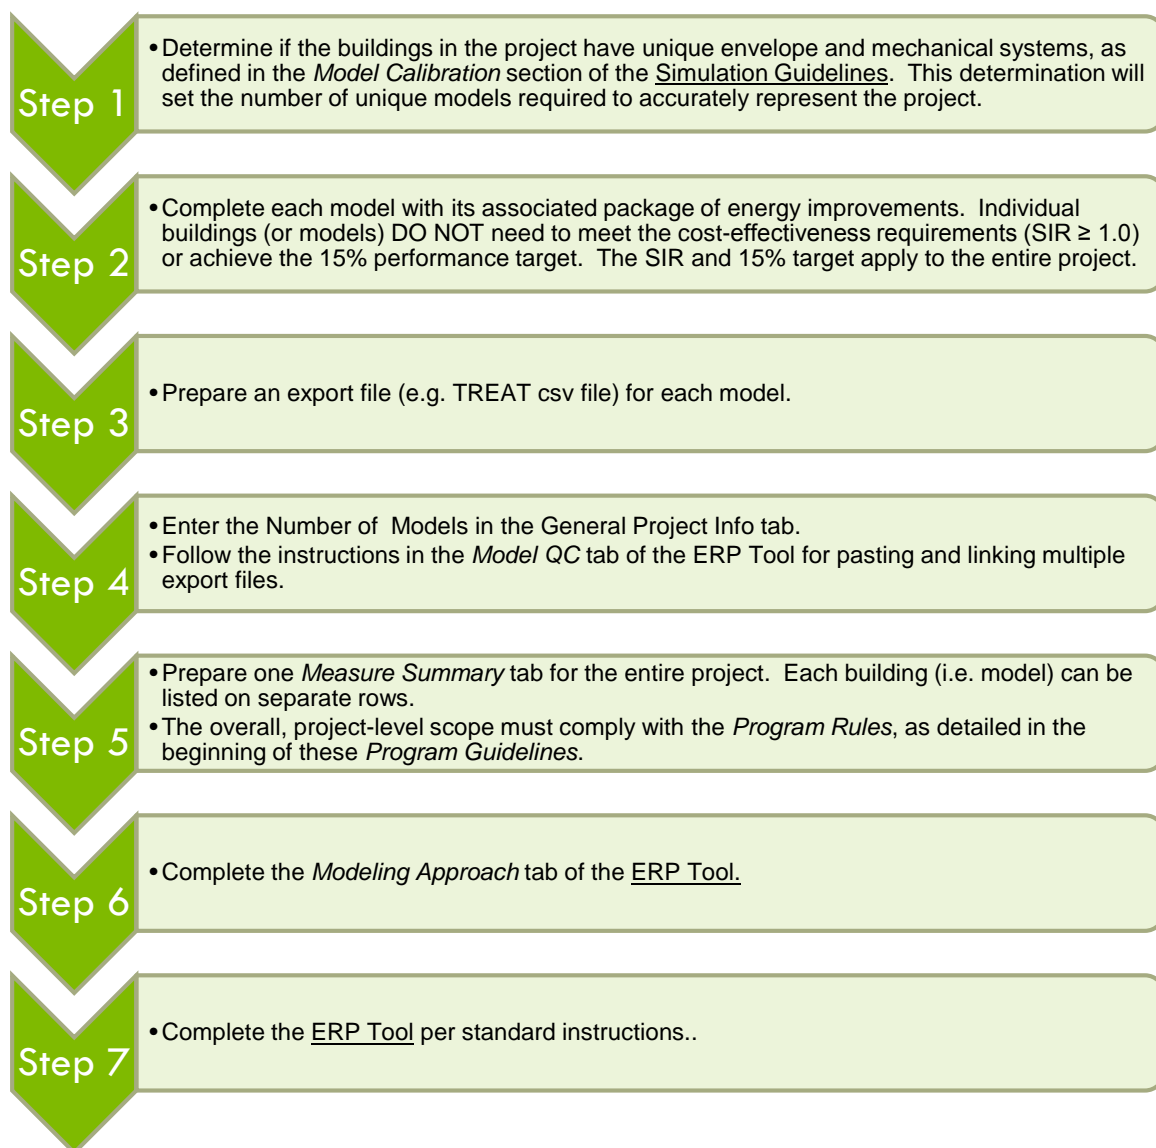 Step 1
•Determine if the buildings in the project have unique envelope and mechanical systems, as
defined in the Model Calibration section of the Simulation Guidelines.  This determination will
set the number of unique models required to accurately represent the project.
Step 2
•Complete each model with its associated package of energy improvements.  Individual
buildings (or models) DO NOT need to meet the cost-effectiveness requirements (SIR ≥ 1.0)
or achieve the 15% performance target.  The SIR and 15% target apply to the entire project.
Step 3
•Prepare an export file (e.g. TREAT csv file) for each model.
Step 4
•Enter the Number of  Models in the General Project Info tab.
•Follow the instructions in the Model QC tab of the ERP Tool for pasting and linking multiple
export files.
Step 5
•Prepare one Measure Summary tab for the entire project.  Each building (i.e. model) can be
listed on separate rows.
•The overall, project-level scope must comply with the Program Rules, as detailed in the
beginning of these Program Guidelines.
Step 6
•Complete the Modeling Approach tab of the ERP Tool.
Step 7
•Complete the ERP Tool per standard instructions..